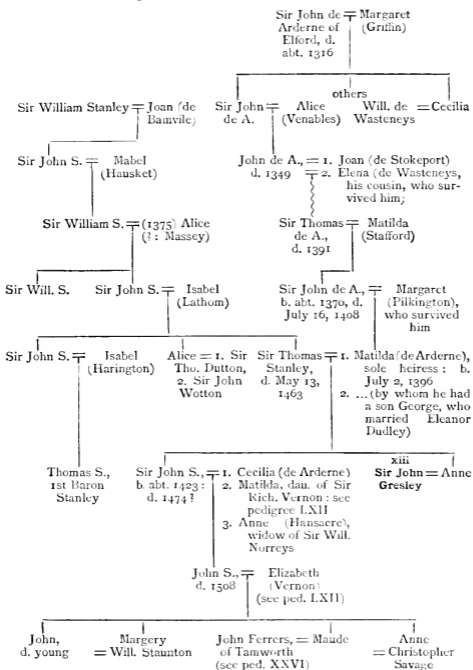 Sir John de = Margaret
Arderne of (Griffin)
Elford, d.
abt. 1316
others
Sir William Stanley = Joan (de Sir John = Alice Will. de = Cecilia
Bamvile) de A. (Venables) Wasteneys
Sir John S. = Mabel John de A., = 1. Joan (de Stokeport)
(Hausket) d. 1349 2. Elena (de Wasteneys,
his cousin, who sur-
vived him)
Sir William S. = (1375) Alice Sir Thomas = Matilda
(?: Massey) de A., (Stafford)
d. 1391
Sir Will. S. Sir John S. = Isabel Sir John de A., = Margaret
(Lathom) b. abt. 1370, d. (Pilkington),
July 16, 1408 who survived
him
Sir John S. = Isabel Alice = 1. Sir Sir Thomas = 1. Matilda (de Arderne),
(Harington) Tho. Dutton, Stanley, sole heiress: b.
2. Sir John d. May 13, July 2, 1396
Wotton 1463 2. ...(by whom he had
a son George, who
married Eleanor
Dudley)
xiii
Thomas S., Sir John S., = 1. Cecilia (de Arderne) Sir John = Anne
1st Baron b. abt. 1423: 2. Matilda, dau. of Sir Gresley
Stanley d. 1474? Rich. Vernon: see
pedigree LXII
3. Anne (Hansacre),
widow of Sir Will.
Norreys
John S., = Elizabeth
d. 1508 (Vernon)
(see ped. LXII)
John, Margery John Ferrers, = Maude Anne
d. young = Will. Staunton of Tamworth = Christopher
(see ped. XXVI) Savage